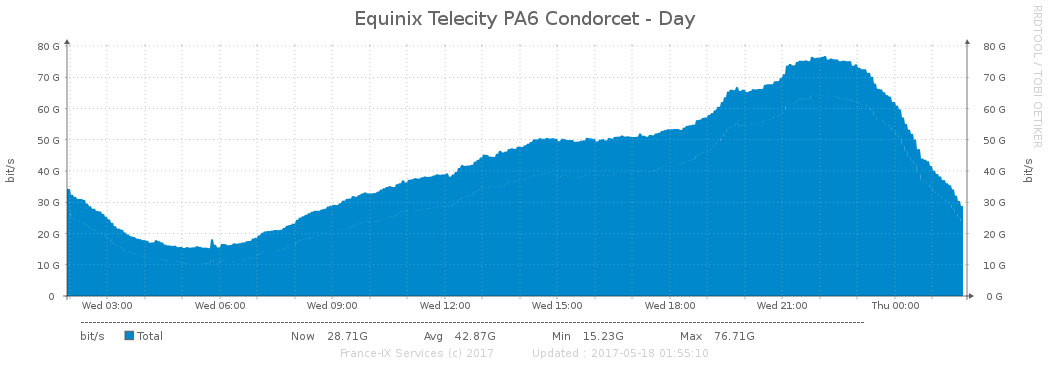 Equinix Telecity PA6 Condorcet - Day
RRDTOOL / TOBI OETIKER
bit/s
80 G
70 G
60 G
50 G
40 G
30 G
20 G
10 G
0
80 G
70 G
60 G
50 G
40 G
30 G
20 G
10 G
0 G
bit/s
Wed 03:00 Wed 06:00 Wed 09:00 Wed 12:00 Wed 15:00 Wed 18:00 Wed 21:00 Thu 00:00
bit/s Total Now 28.71G Avg 42.87G Min 15.23G Max 76.71G
France-IX Services (c) 2017 Updated : 2017-05-18 01:55:10